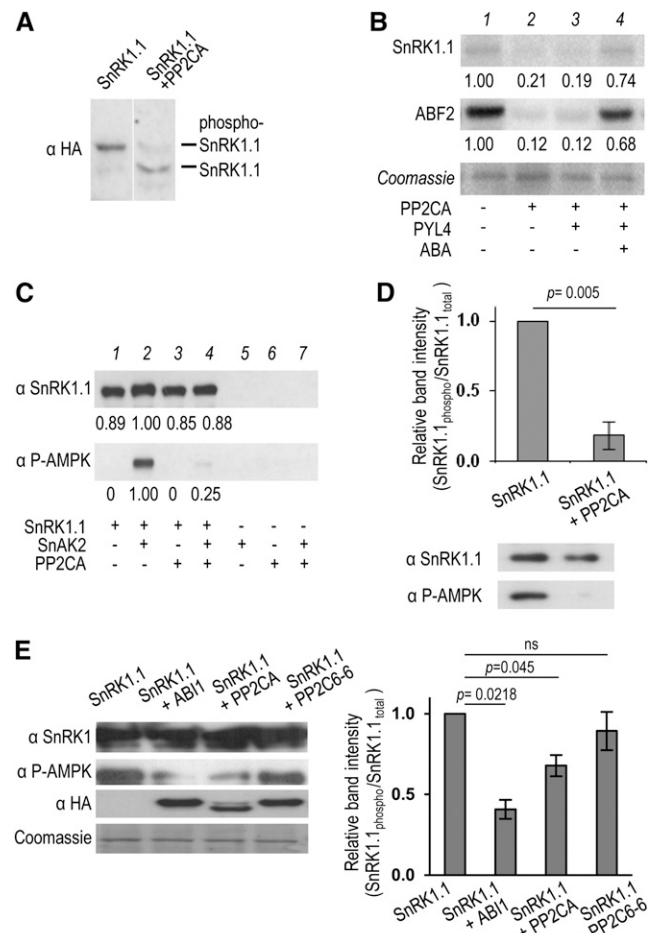 A
SnRK1.1
SnRK1.1
+PP2CA
α HA
phospho-
SnRK1.1
SnRK1.1
B
1 2 3 4
SnRK1.1
1.00 0.21 0.19 0.74
ABF2
1.00 0.12 0.12 0.68
Coomassie
PP2CA - + + +
PYL4 - - + +
ABA - - - +
C
1 2 3 4 5 6 7
α SnRK1.1
0.89 1.00 0.85 0.88
α P-AMPK
0 1.00 0 0.25
SnRK1.1 + + + + - - -
SnAK2 - + - + + - +
PP2CA - - + + - + +
D
p= 0.005
Relative band intensity
(SnRK1.1phospho/SnRK1.1total)
1.0
0.5
0.0
SnRK1.1
SnRK1.1
+ PP2CA
α SnRK1.1
α P-AMPK
E
SnRK1.1
SnRK1.1
+ ABI1
SnRK1.1
+ PP2CA
SnRK1.1
+ PP2C6-6
α SnRK1
α P-AMPK
α HA
Coomassie
ns
p=0.045
p= 0.0218
Relative band intensity
(SnRK1.1phospho/SnRK1.1total)
1.0
0.5
0.0
SnRK1.1
SnRK1.1
+ ABI1
SnRK1.1
+ PP2CA
SnRK1.1
PP2C6-6